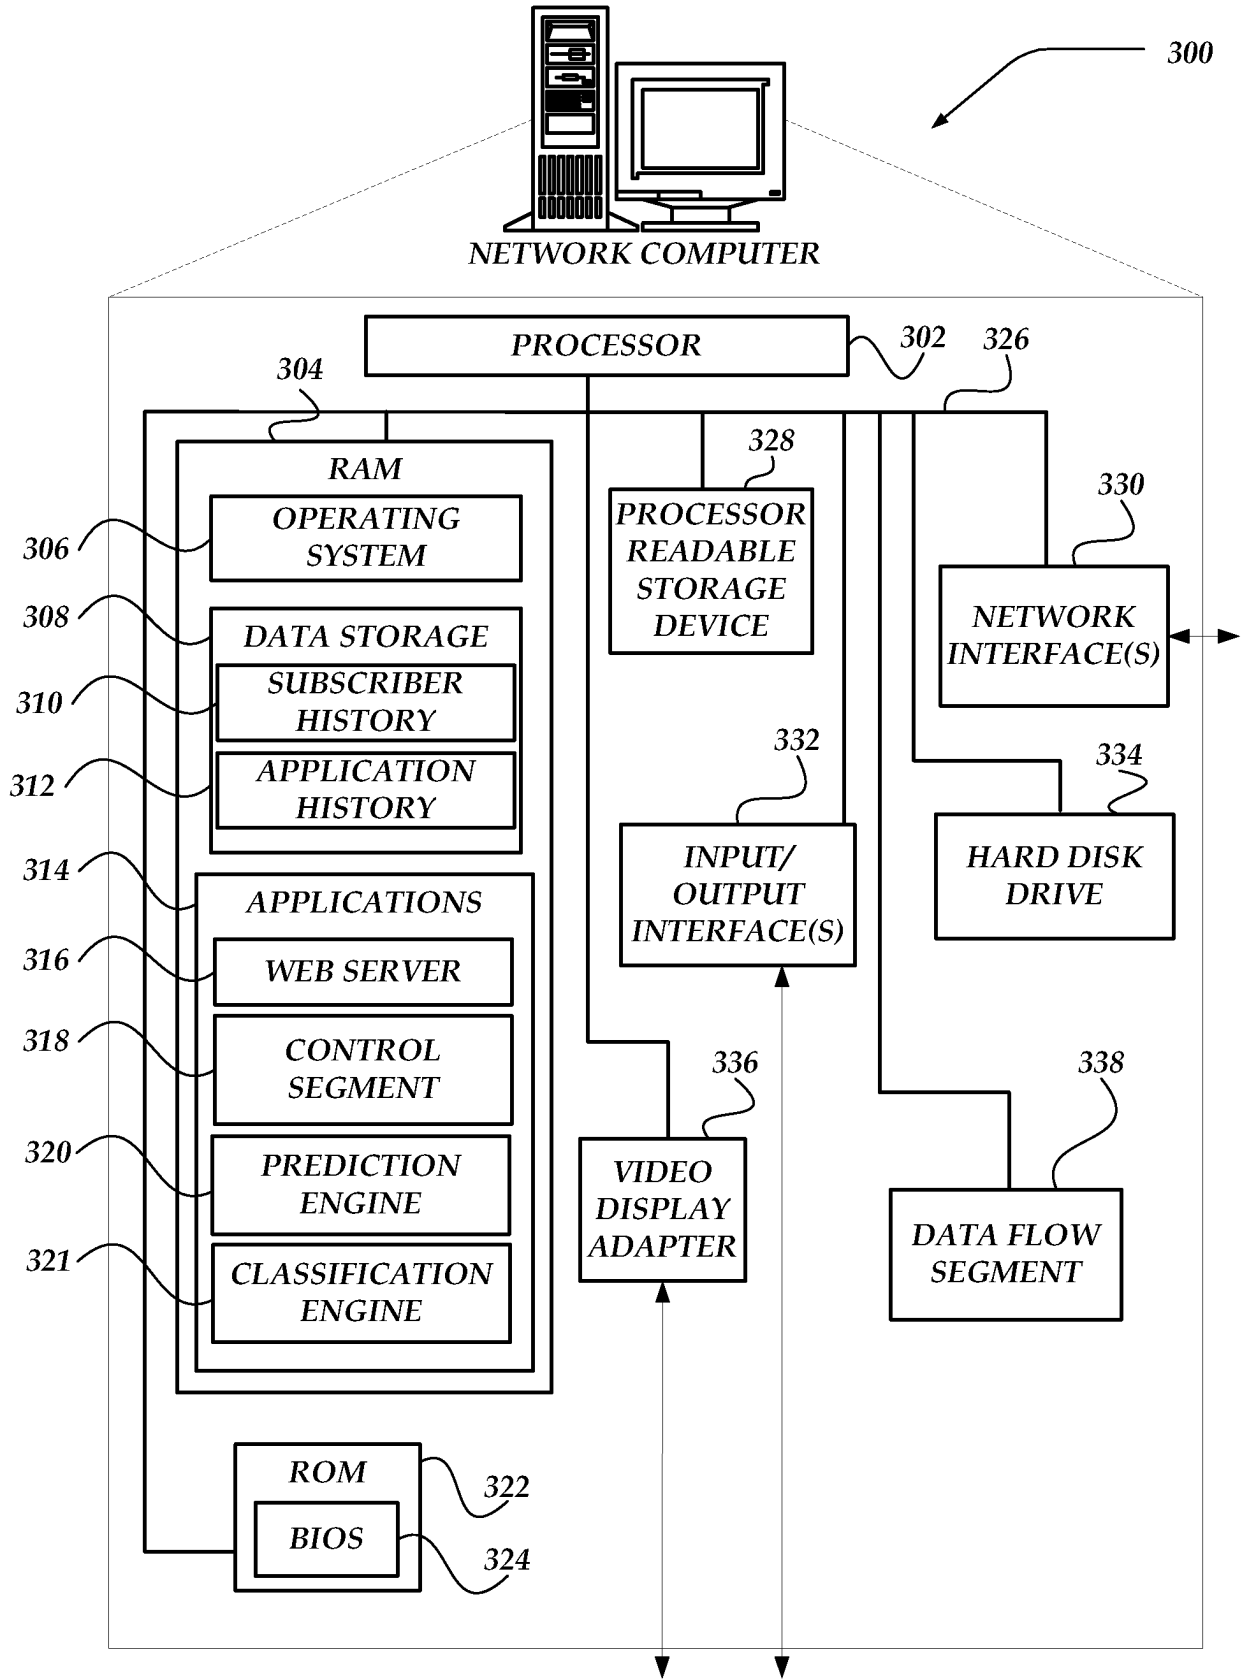 300
NETWORK COMPUTER
PROCESSOR
302
326
304
RAM
328
330
OPERATING
SYSTEM
306
PROCESSOR
READABLE
STORAGE
DEVICE
NETWORK
INTERFACE(S)
308
DATA STORAGE
310
SUBSCRIBER
HISTORY
312
APPLICATION
HISTORY
332
334
314
APPLICATIONS
INPUT/
OUTPUT
INTERFACE(S)
HARD DISK
DRIVE
316
WEB SERVER
318
CONTROL
SEGMENT
336
338
320
PREDICTION
ENGINE
VIDEO
DISPLAY
ADAPTER
DATA FLOW
SEGMENT
321
CLASSIFICATION
ENGINE
ROM
322
BIOS
324